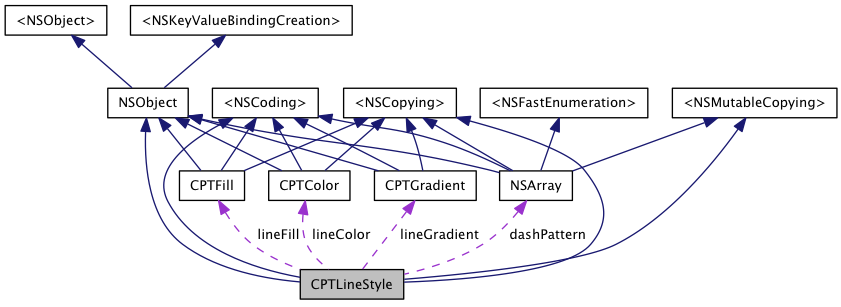 <NSObject>
<NSKeyValueBindingCreation>
NSObject
<NSCoding>
<NSCopying>
<NSFastEnumeration>
<NSMutableCopying>
CPTFill
CPTColor
CPTGradient
NSArray
lineFill
lineColor
lineGradient
dashPattern
CPTLineStyle